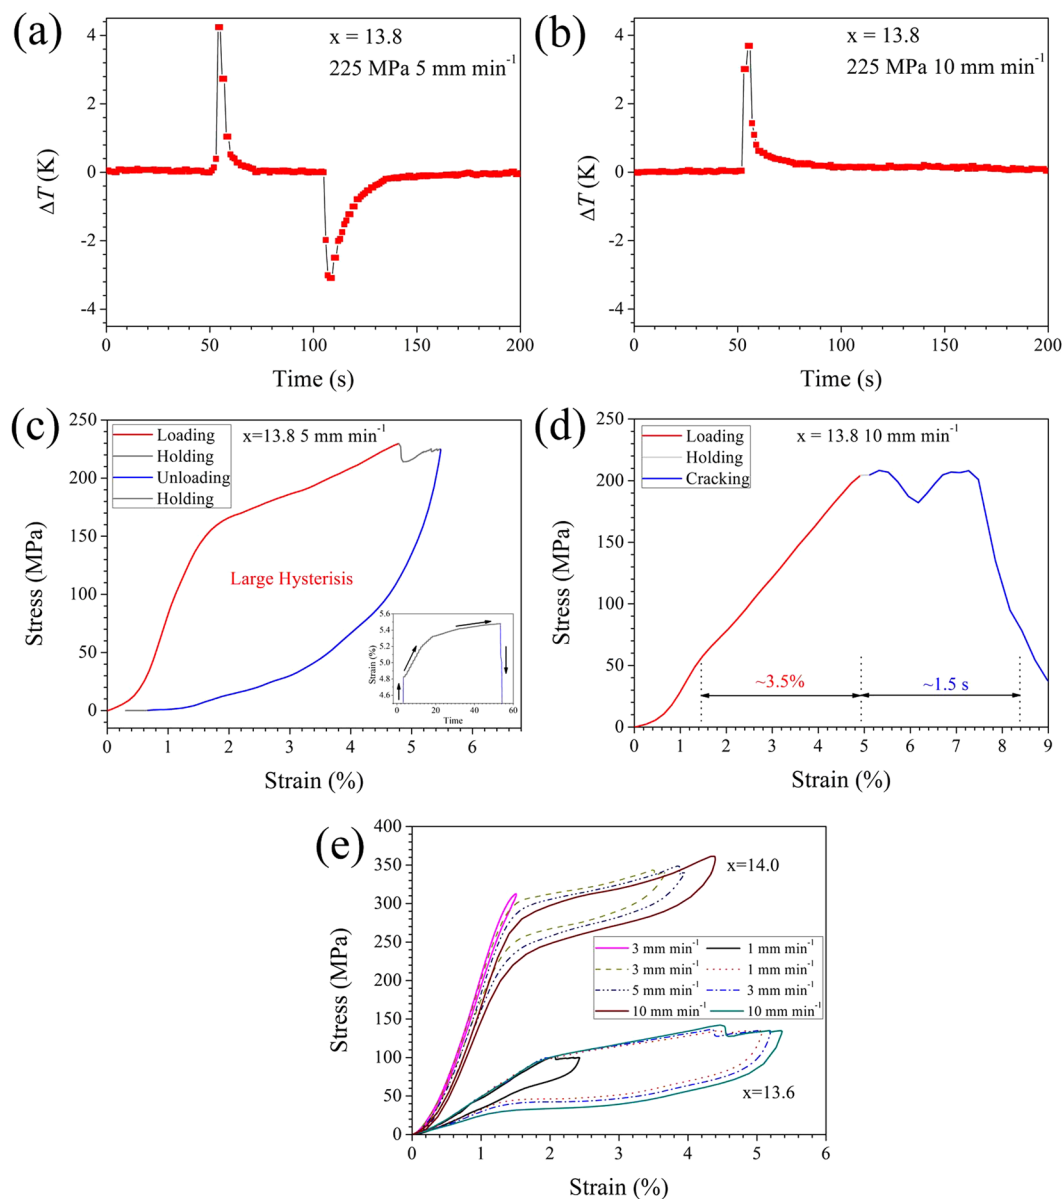 (a)
x = 13.8
225 MPa 5 mm min⁻¹
ΔT (K)
4
2
0
-2
-4
0 50 100 150 200
Time (s)
(b)
x = 13.8
225 MPa 10 mm min⁻¹
ΔT (K)
4
2
0
-2
-4
0 50 100 150 200
Time (s)
(c)
x=13.8 5 mm min⁻¹
Loading
Holding
Unloading
Holding
Large Hysterisis
Stress (MPa)
250
200
150
100
50
0
0 1 2 3 4 5 6
Strain (%)
Strain (%)
5.6
5.4
5.2
5.0
4.8
4.6
0 20 40 60
Time
(d)
x = 13.8 10 mm min⁻¹
Loading
Holding
Cracking
~3.5%
~1.5 s
Stress (MPa)
250
200
150
100
50
0
0 1 2 3 4 5 6 7 8 9
Strain (%)
(e)
x=14.0
3 mm min⁻¹ 1 mm min⁻¹
3 mm min⁻¹ 1 mm min⁻¹
5 mm min⁻¹ 3 mm min⁻¹
10 mm min⁻¹ 10 mm min⁻¹
x=13.6
Stress (MPa)
400
350
300
250
200
150
100
50
0
0 1 2 3 4 5 6
Strain (%)